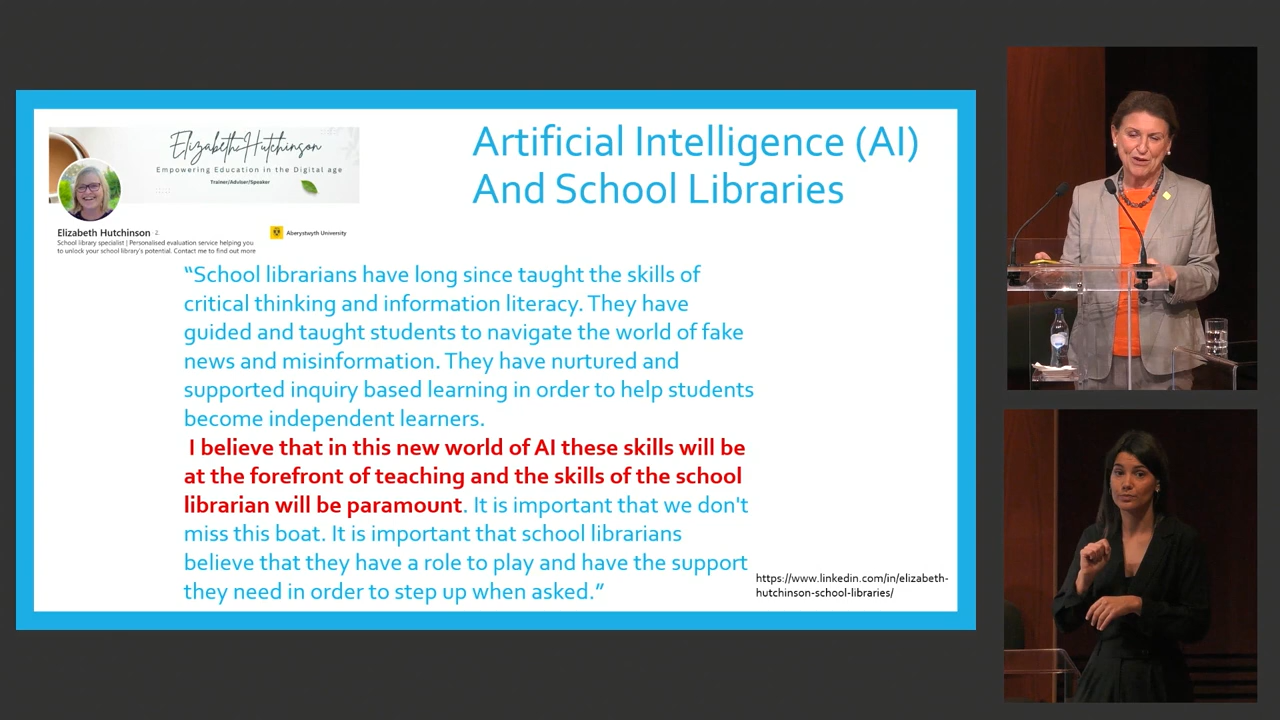 Elizabeth Hutchinson
Empowering Education in the Digital age
Trainer/Adviser/Speaker
Artificial Intelligence (AI)
And School Libraries
Elizabeth Hutchinson · 2.
School library specialist | Personalised evaluation service helping you
to unlock your school library's potential. Contact me to find out more
Aberystwyth University
“School librarians have long since taught the skills of
critical thinking and information literacy. They have
guided and taught students to navigate the world of fake
news and misinformation. They have nurtured and
supported inquiry based learning in order to help students
become independent learners.
I believe that in this new world of AI these skills will be
at the forefront of teaching and the skills of the school
librarian will be paramount. It is important that we don't
miss this boat. It is important that school librarians
believe that they have a role to play and have the support
they need in order to step up when asked.”
https://www.linkedin.com/in/elizabeth-
hutchinson-school-libraries/